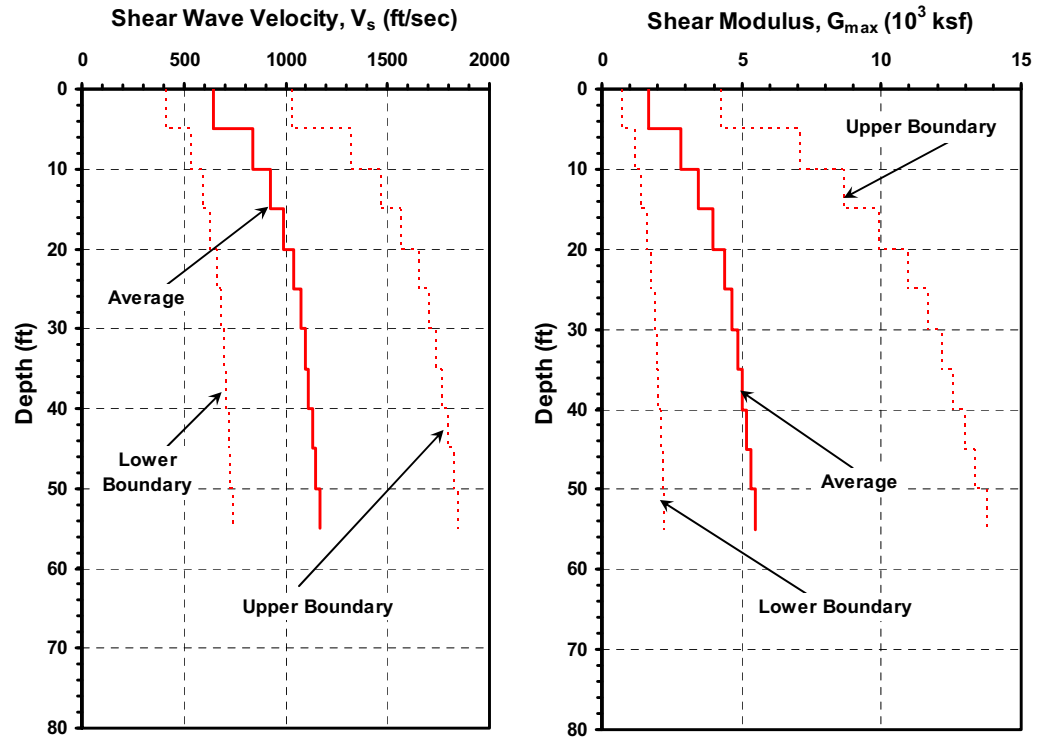 Shear Wave Velocity, Vs (ft/sec)
0 500 1000 1500 2000
0
10
20
30
40
50
60
70
80
Depth (ft)
Average
Lower
Boundary
Upper Boundary
Shear Modulus, Gmax (10³ ksf)
0 5 10 15
0
10
20
30
40
50
60
70
80
Depth (ft)
Upper Boundary
Average
Lower Boundary